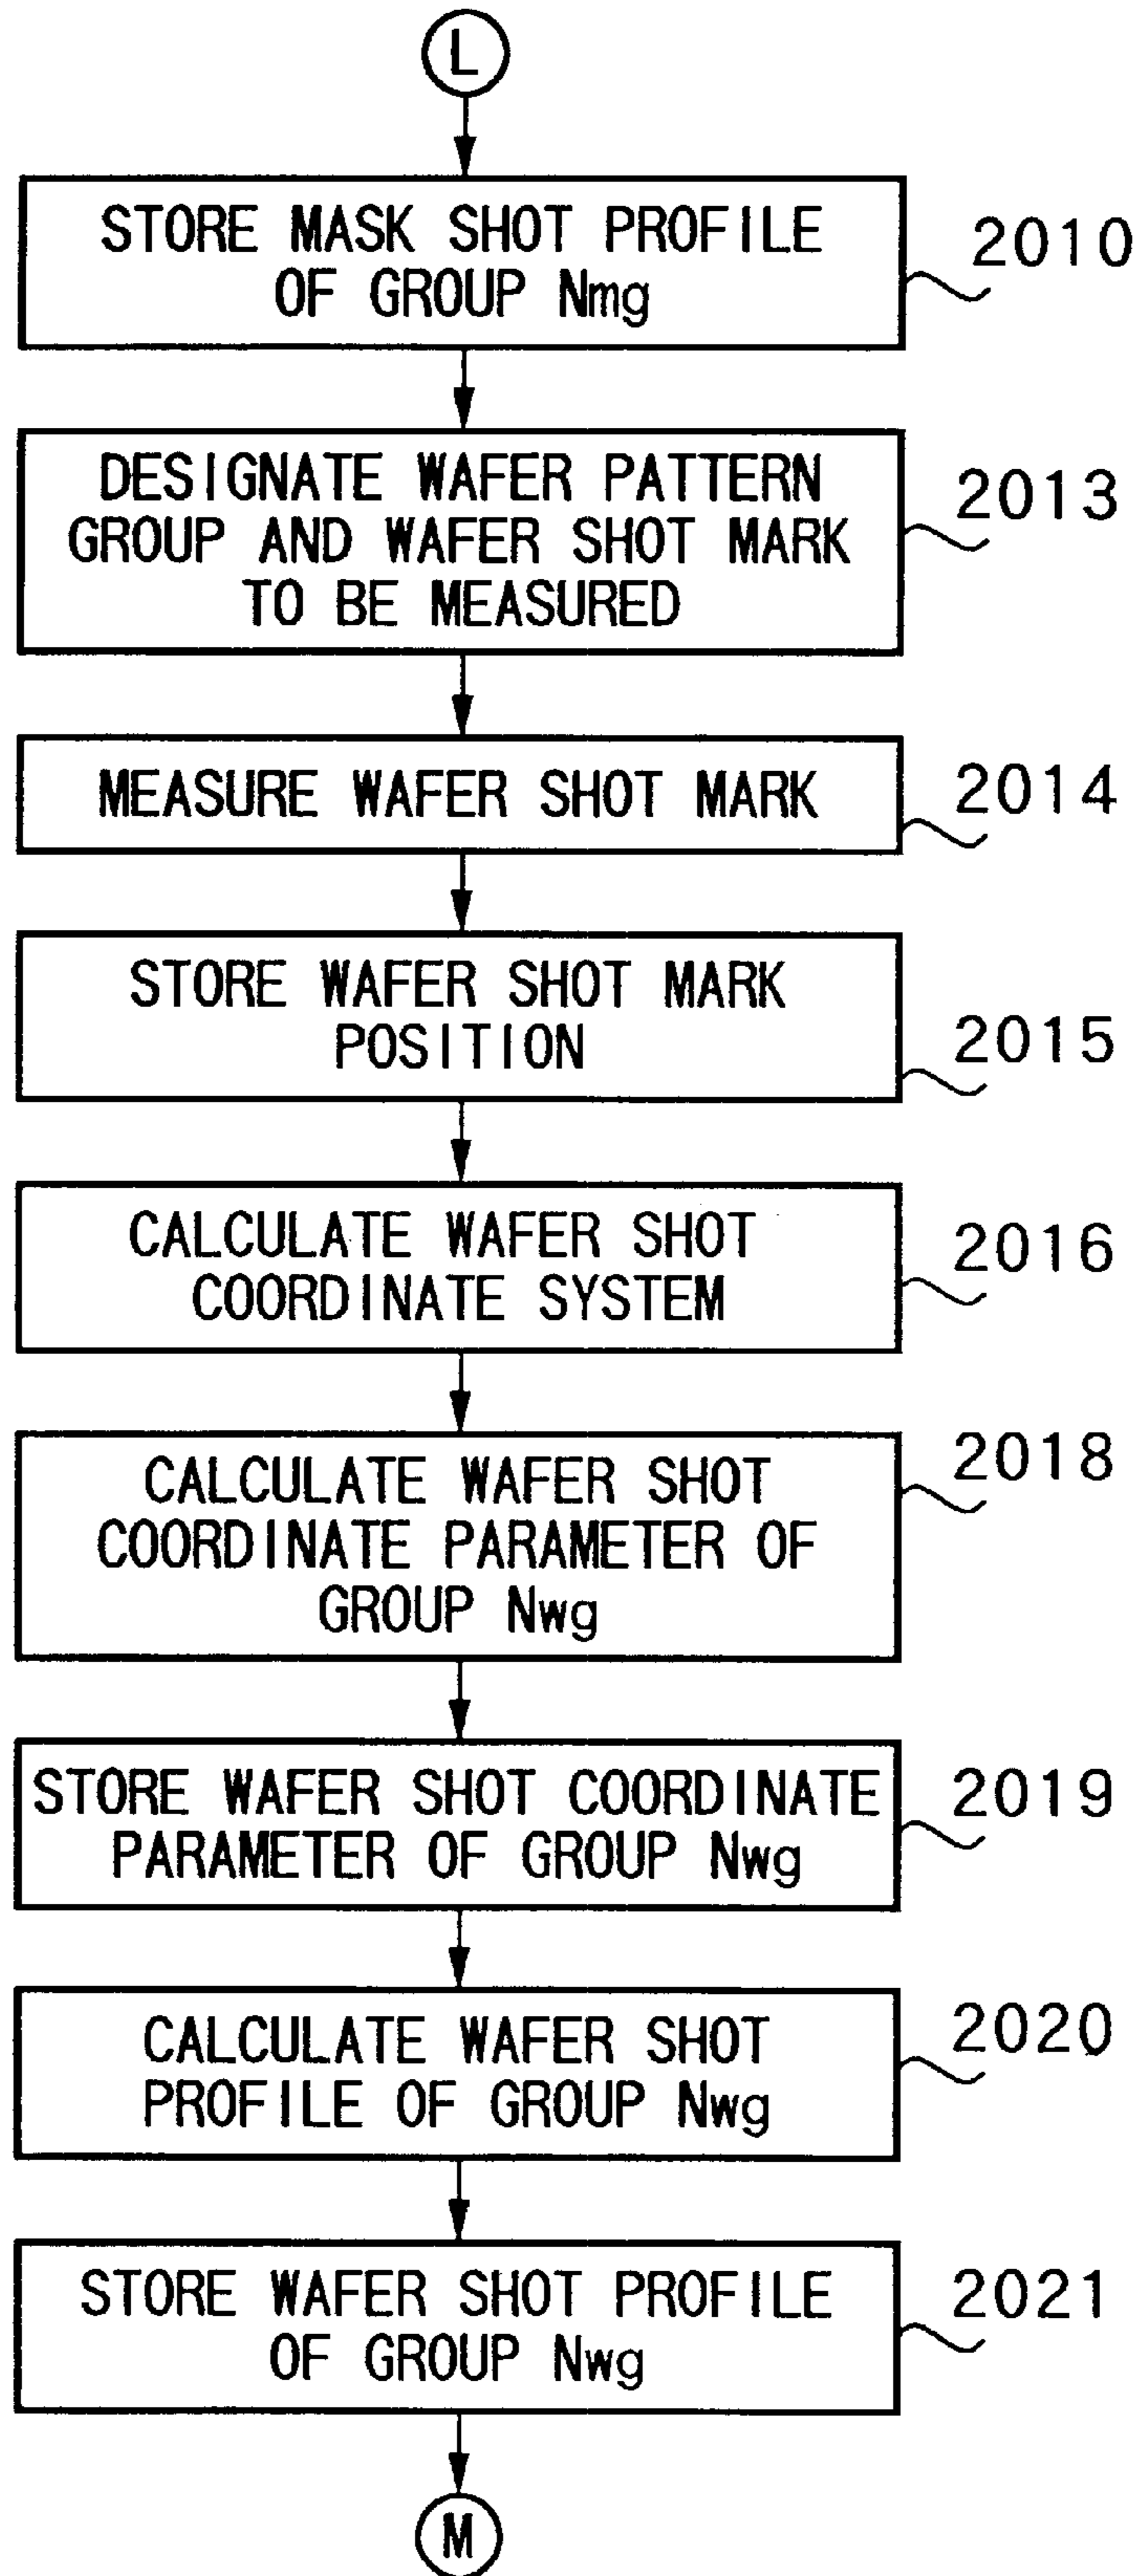 L
STORE MASK SHOT PROFILE
OF GROUP Nmg
2010
DESIGNATE WAFER PATTERN
GROUP AND WAFER SHOT MARK
TO BE MEASURED
2013
MEASURE WAFER SHOT MARK
2014
STORE WAFER SHOT MARK
POSITION
2015
CALCULATE WAFER SHOT
COORDINATE SYSTEM
2016
CALCULATE WAFER SHOT
COORDINATE PARAMETER OF
GROUP Nwg
2018
STORE WAFER SHOT COORDINATE
PARAMETER OF GROUP Nwg
2019
CALCULATE WAFER SHOT
PROFILE OF GROUP Nwg
2020
STORE WAFER SHOT PROFILE
OF GROUP Nwg
2021
M